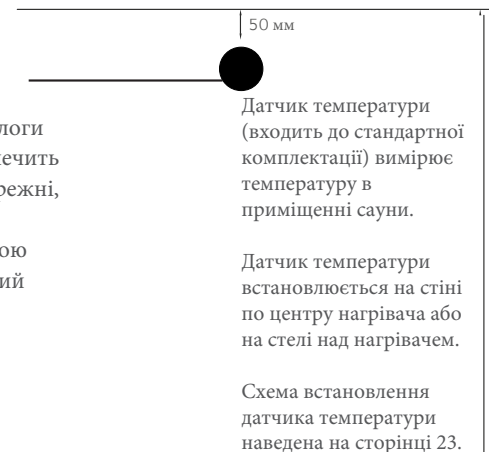 50 мм
Датчик температури
(входить до стандартної
комплектації) вимірює
температуру в
приміщенні сауни.
Датчик температури
встановлюється на стіні
по центру нагрівача або
на стелі над нагрівачем.
Схема встановлення
датчика температури
наведена на сторінці 23.